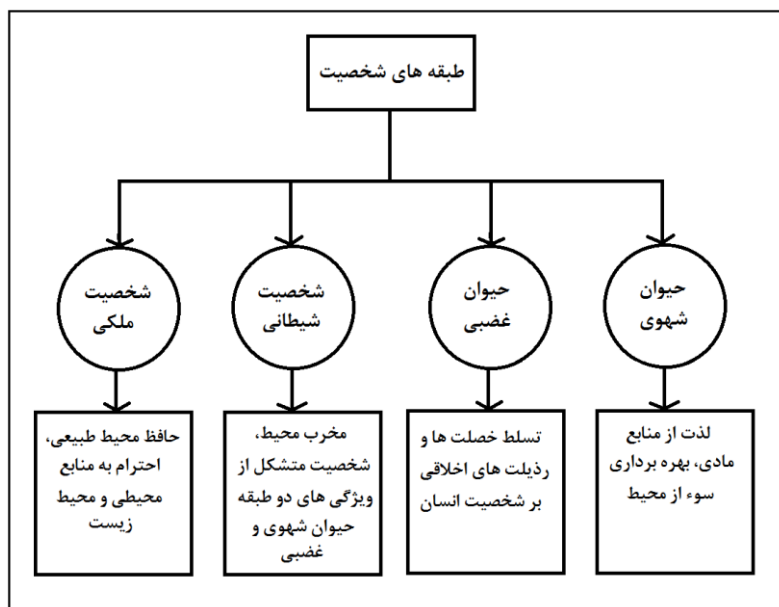 طبقه های شخصیت
حیوان
شهوی
حیوان
غضبی
شخصیت
شیطانی
شخصیت
ملکی
لذت از منابع
مادی، بهره برداری
سوء از محیط
تسلط خصلت ها و
رذیلت های اخلاقی
بر شخصیت انسان
مخرب محیط،
شخصیت متشکل از
ویژگی های دو طبقه
حیوان شهوی و
غضبی
حافظ محیط طبیعی،
احترام به منابع
محیطی و محیط
زیست